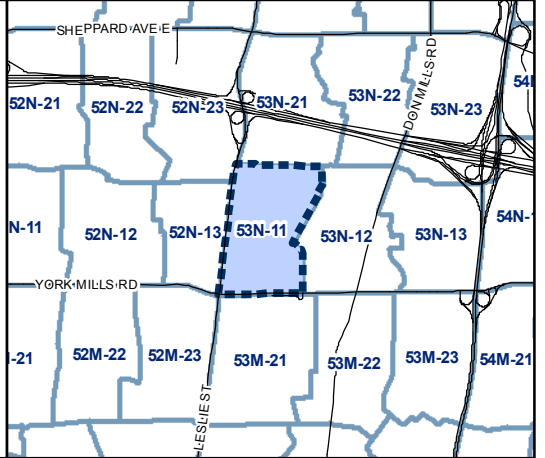 SHEPPARD AVE E
DON MILLS RD
52N-21
52N-22
52N-23
53N-21
53N-22
53N-23
N-11
52N-12
52N-13
53N-11
53N-12
53N-13
54N-
YORK MILLS RD
-21
52M-22
52M-23
53M-21
53M-22
53M-23
54M-21
LESLIE ST